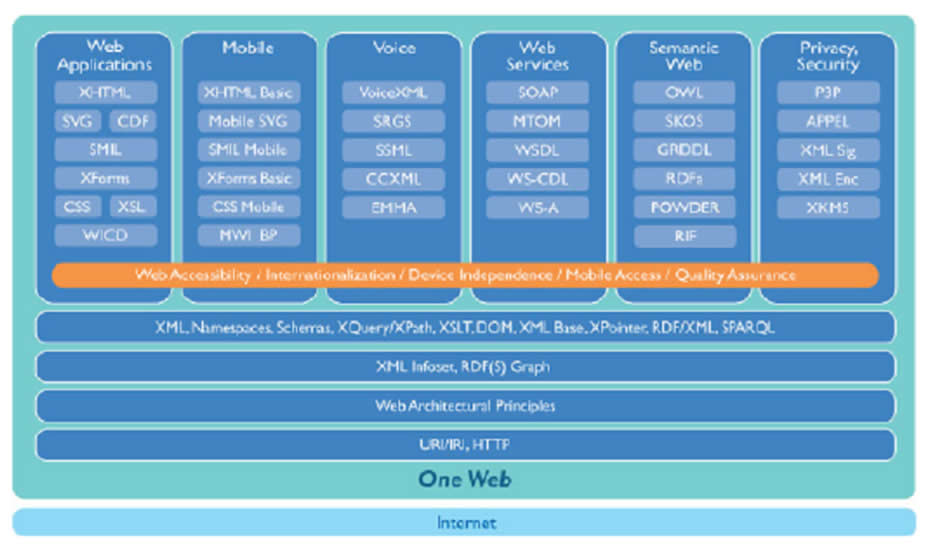 Web
Applications
XHTML
SVG CDF
SMIL
XForms
CSS XSL
WICD
Mobile
XHTML Basic
Mobile SVG
SMIL Mobile
XForms Basic
CSS Mobile
MWI BP
Voice
VoiceXML
SRGS
SSML
CCXML
EMMA
Web
Services
SOAP
MTOM
WSDL
WS-CDL
WS-A
Semantic
Web
OWL
SKOS
GRDDL
RDFa
POWDER
RIF
Privacy,
Security
P3P
APPEL
XML Sig
XML Enc
XKMS
Web Accessibility / Internationalization / Device Independence / Mobile Access / Quality Assurance
XML, Namespaces, Schemas, XQuery/XPath, XSLT, DOM, XML Base, XPointer, RDF/XML, SPARQL
XML Infoset, RDF(S) Graph
Web Architectural Principles
URI/IRI, HTTP
One Web
Internet